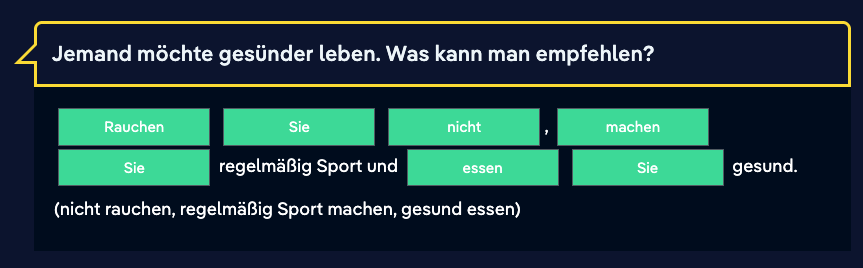 Jemand möchte gesünder leben. Was kann man empfehlen?
Rauchen Sie nicht , machen
Sie regelmäßig Sport und essen Sie gesund.
(nicht rauchen, regelmäßig Sport machen, gesund essen)